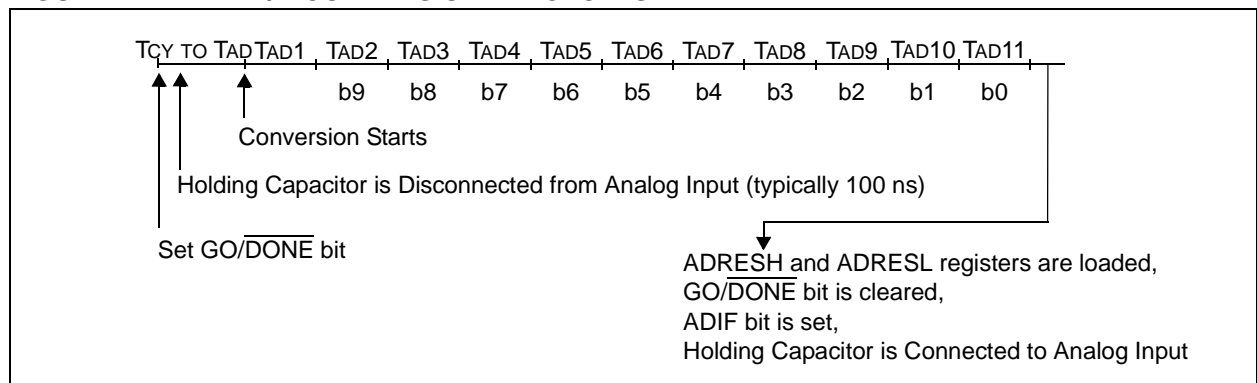 TCY TO TAD TAD1 TAD2 TAD3 TAD4 TAD5 TAD6 TAD7 TAD8 TAD9 TAD10 TAD11
b9 b8 b7 b6 b5 b4 b3 b2 b1 b0
Conversion Starts
Holding Capacitor is Disconnected from Analog Input (typically 100 ns)
Set GO/DONE bit
ADRESH and ADRESL registers are loaded,
GO/DONE bit is cleared,
ADIF bit is set,
Holding Capacitor is Connected to Analog Input